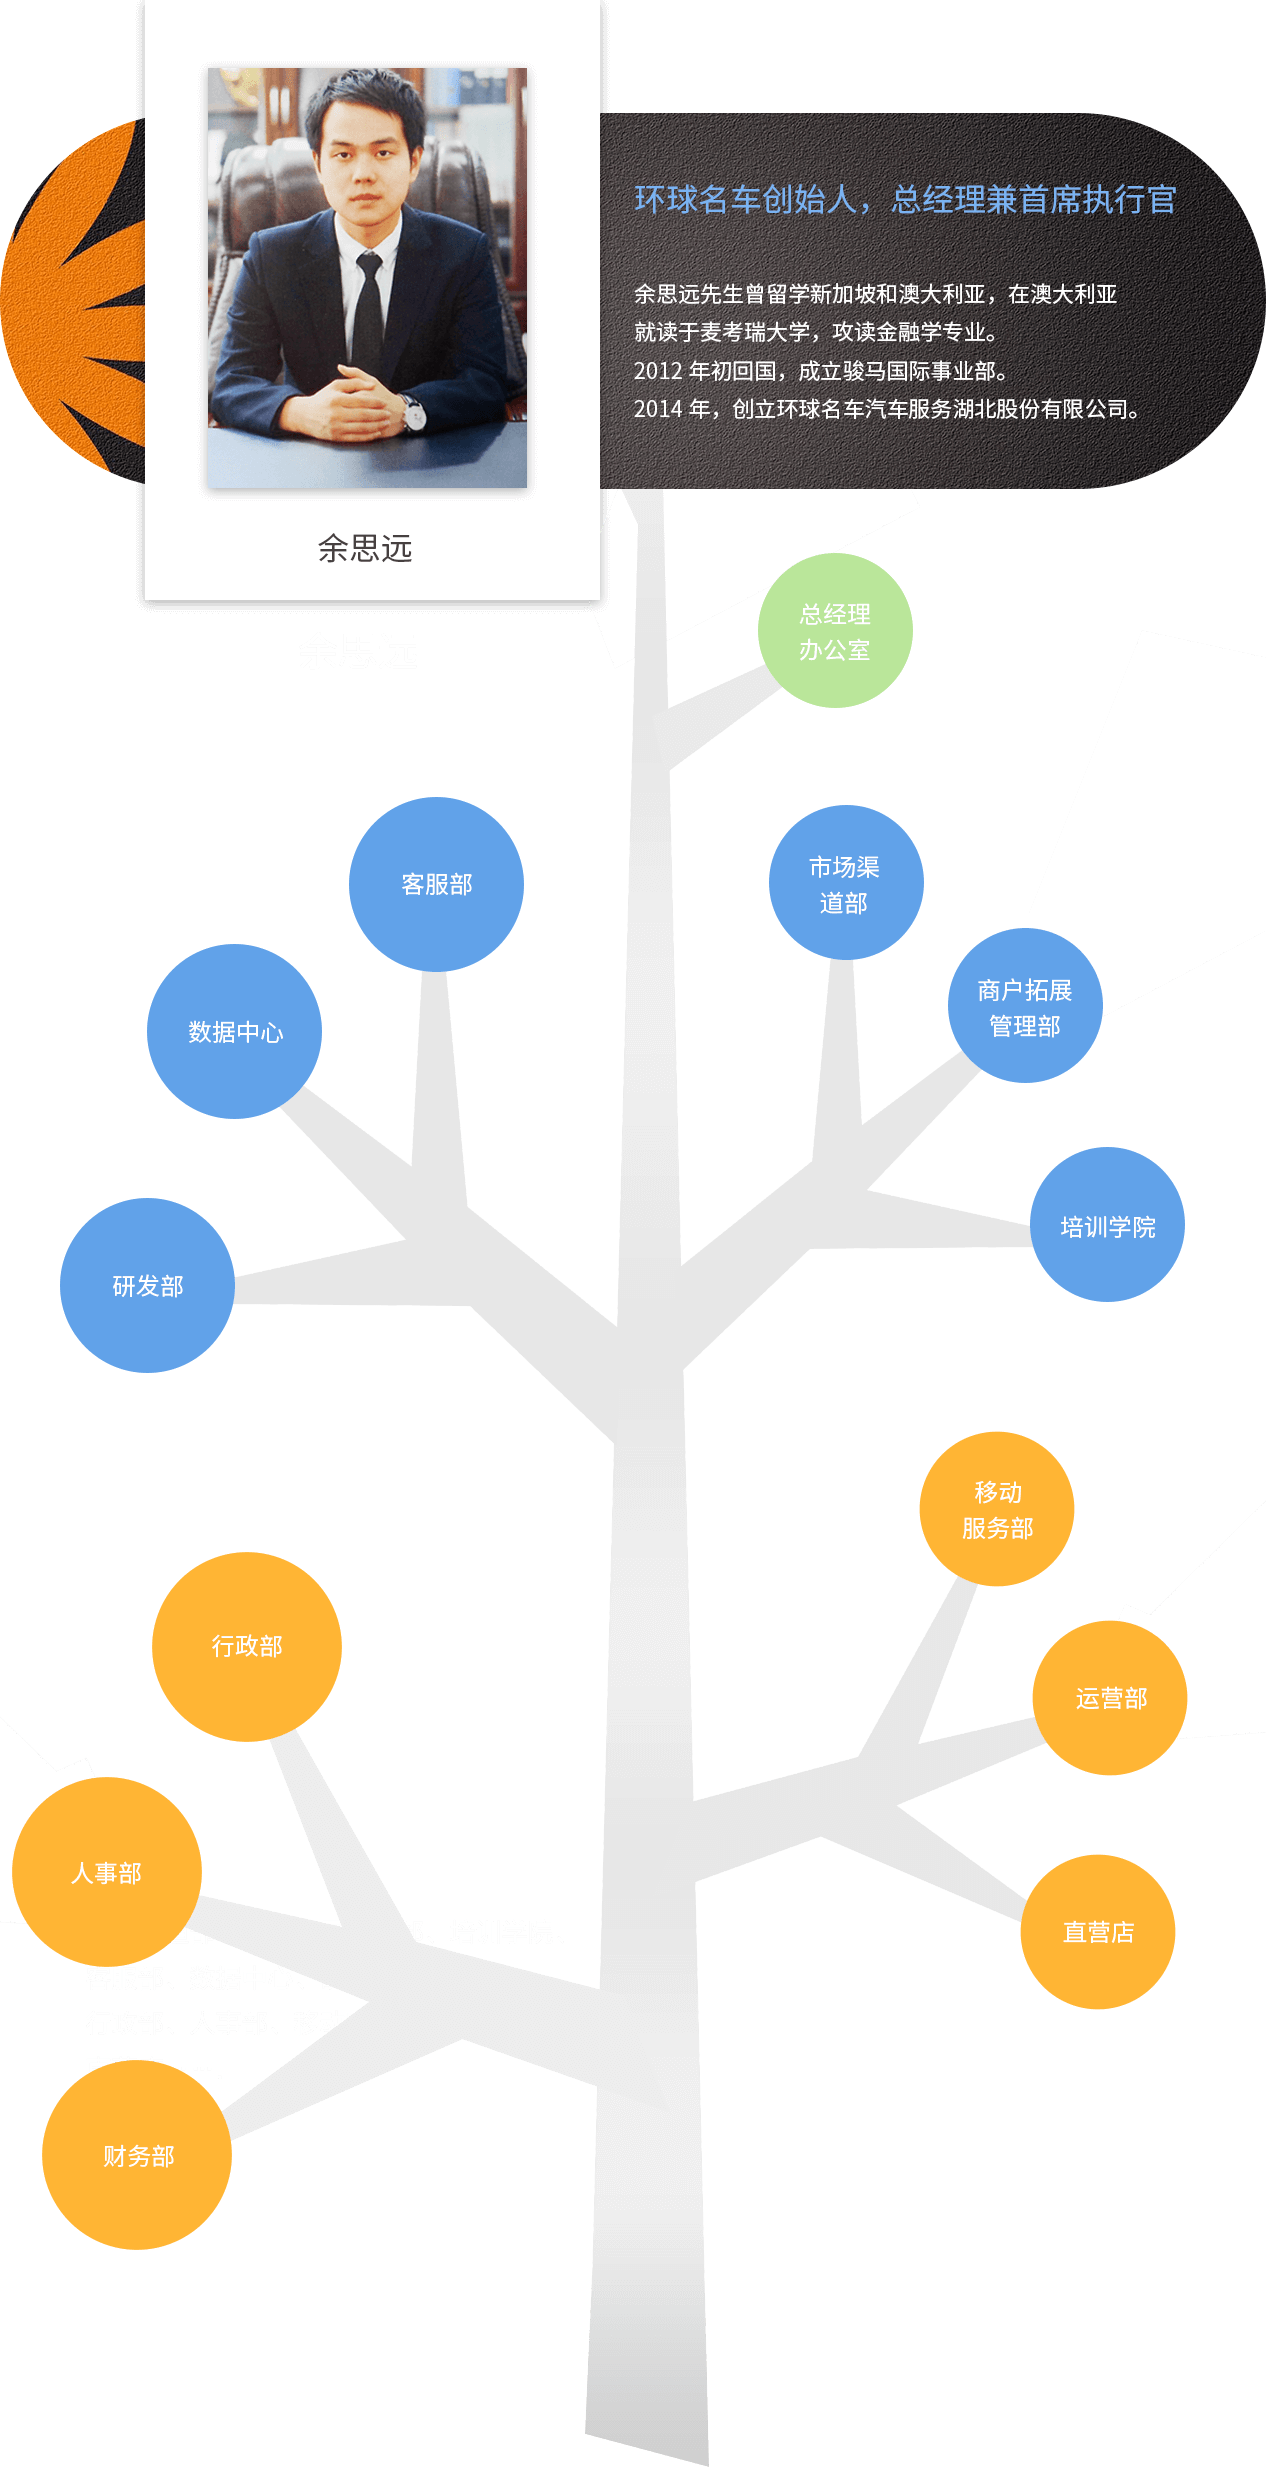 环球名车创始人，总经理兼首席执行官
余思远先生曾留学新加坡和澳大利亚，在澳大利亚
就读于麦考瑞大学，攻读金融学专业。
2012 年初回国，成立骏马国际事业部。
2014 年，创立环球名车汽车服务湖北股份有限公司。
余思远
总经理
办公室
客服部
市场渠
道部
数据中心
商户拓展
管理部
研发部
培训学院
移动
服务部
行政部
运营部
人事部
直营店
财务部